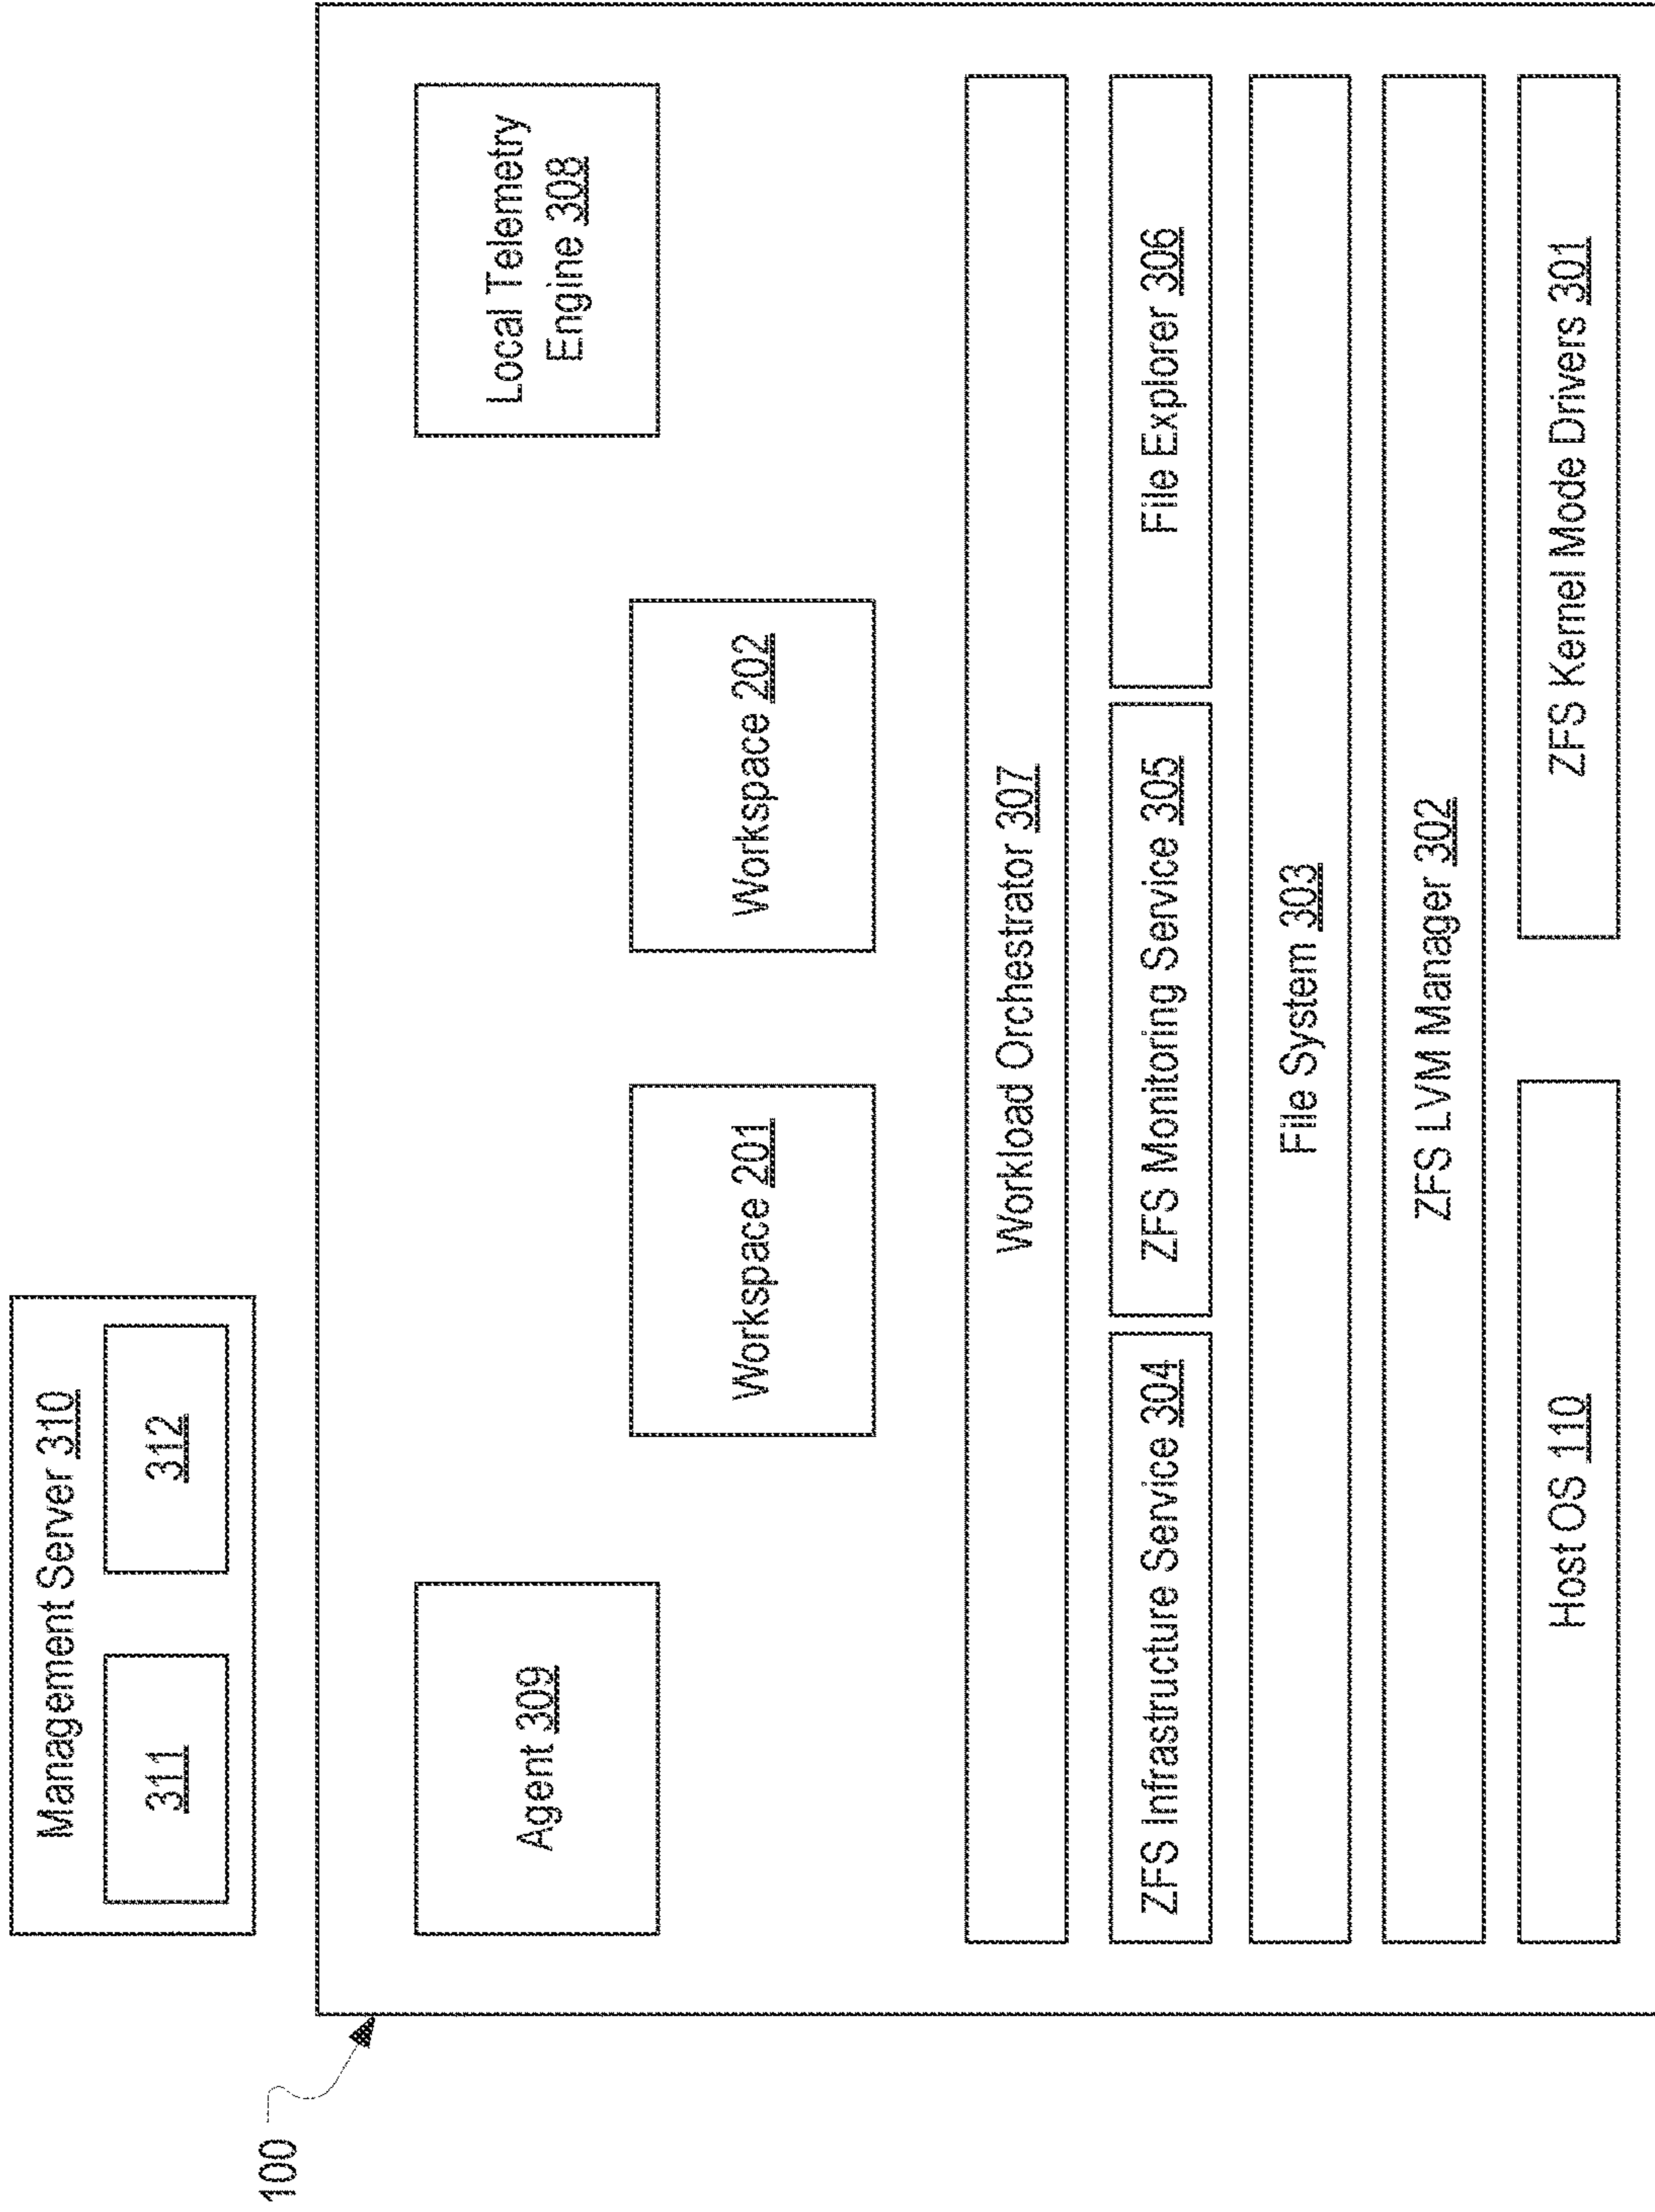 Management Server 310
311
312
100
Agent 309
Local Telemetry
Engine 308
Workspace 201
Workspace 202
Workload Orchestrator 307
ZFS Infrastructure Service 304
ZFS Monitoring Service 305
File Explorer 306
File System 303
ZFS LVM Manager 302
Host OS 110
ZFS Kernel Mode Drivers 301